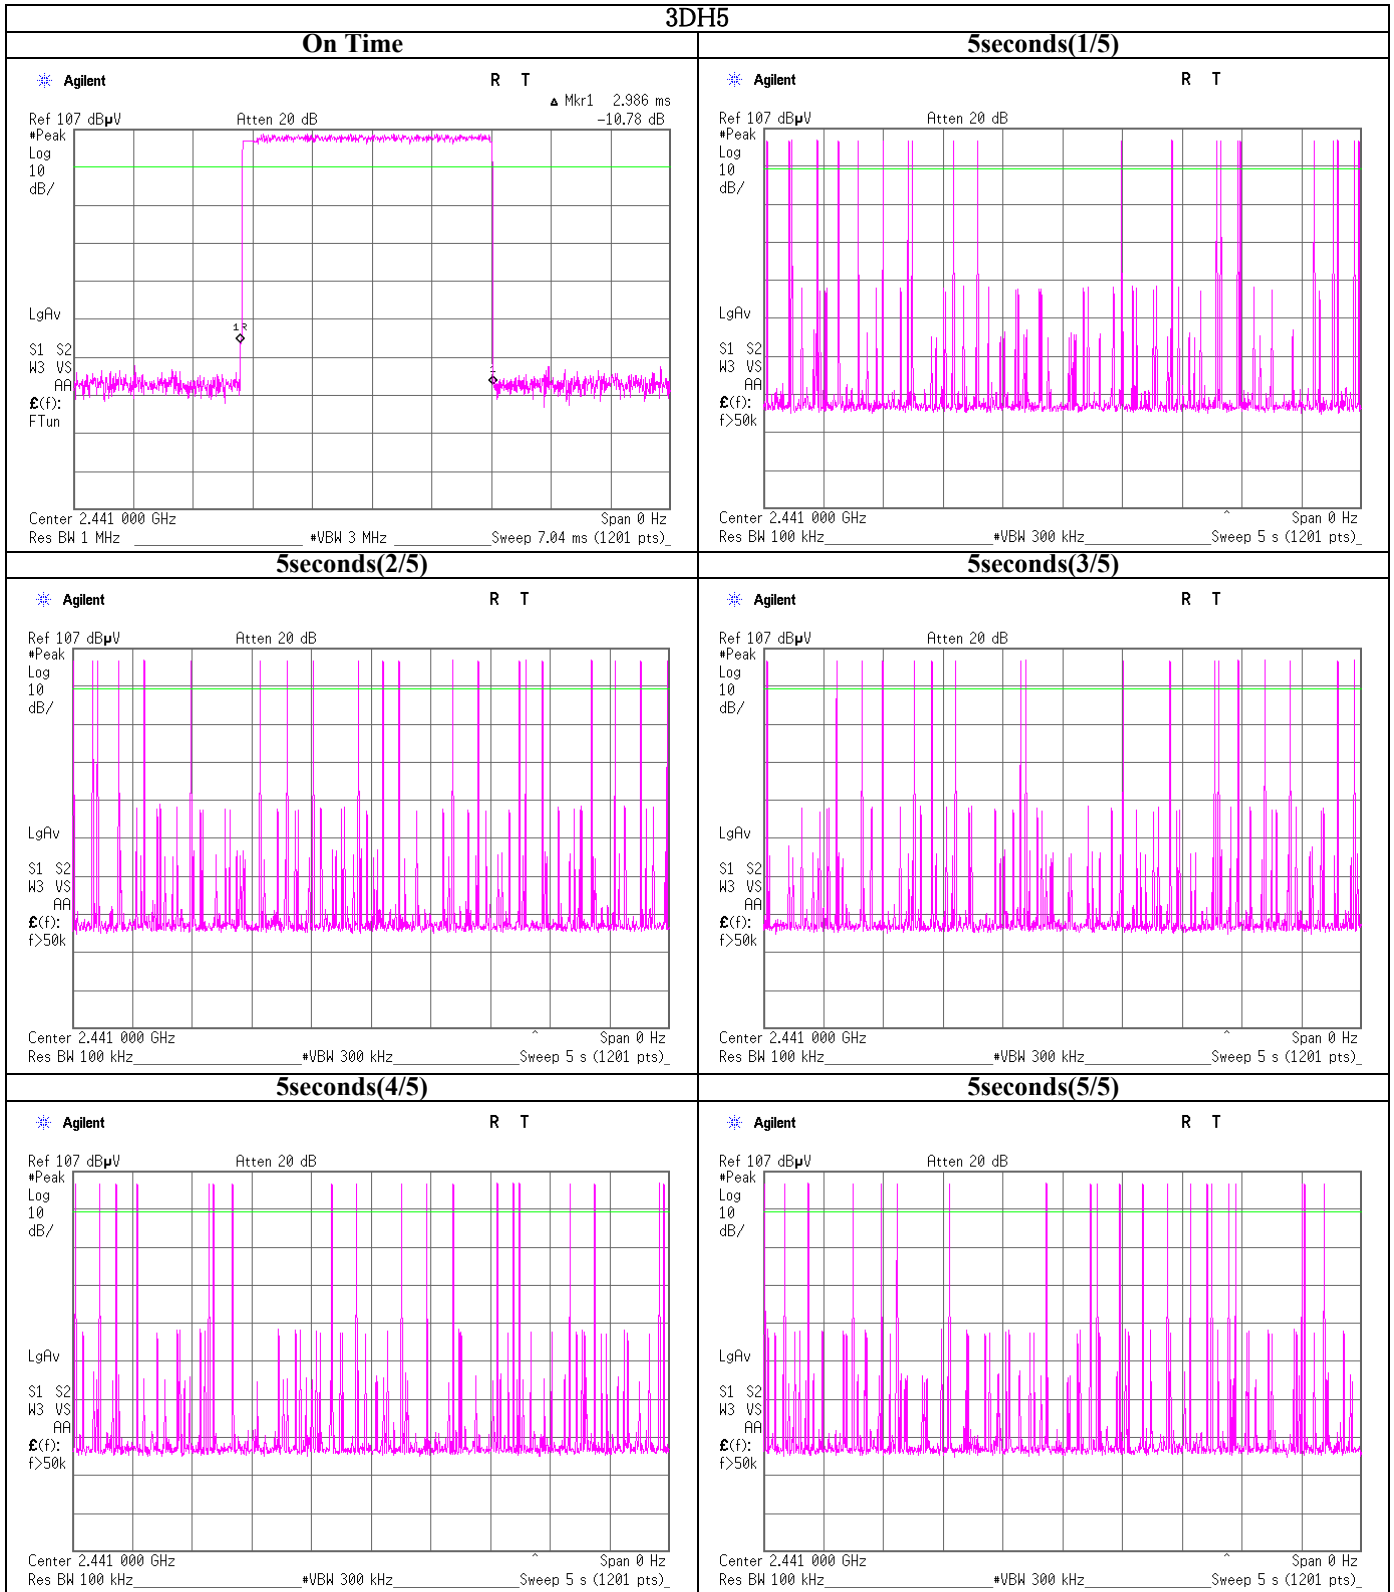 3DH5
On Time
5seconds(1/5)
Agilent
R T
Δ Mkr1 2.986 ms
Ref 107 dBµV
Atten 20 dB
-10.78 dB
#Peak
Log
10
dB/
LgAv
1R
1
S1 S2
W3 VS
AA
£(f):
FTun
Center 2.441 000 GHz
Span 0 Hz
Res BW 1 MHz
#VBW 3 MHz
Sweep 7.04 ms (1201 pts)
Agilent
R T
Ref 107 dBµV
Atten 20 dB
#Peak
Log
10
dB/
LgAv
S1 S2
W3 VS
AA
£(f):
f>50k
Center 2.441 000 GHz
^
Span 0 Hz
Res BW 100 kHz
#VBW 300 kHz
Sweep 5 s (1201 pts)
5seconds(2/5)
5seconds(3/5)
Agilent
R T
Ref 107 dBµV
Atten 20 dB
#Peak
Log
10
dB/
LgAv
S1 S2
W3 VS
AA
£(f):
f>50k
Center 2.441 000 GHz
^
Span 0 Hz
Res BW 100 kHz
#VBW 300 kHz
Sweep 5 s (1201 pts)
Agilent
R T
Ref 107 dBµV
Atten 20 dB
#Peak
Log
10
dB/
LgAv
S1 S2
W3 VS
AA
£(f):
f>50k
Center 2.441 000 GHz
^
Span 0 Hz
Res BW 100 kHz
#VBW 300 kHz
Sweep 5 s (1201 pts)
5seconds(4/5)
5seconds(5/5)
Agilent
R T
Ref 107 dBµV
Atten 20 dB
#Peak
Log
10
dB/
LgAv
S1 S2
W3 VS
AA
£(f):
f>50k
Center 2.441 000 GHz
^
Span 0 Hz
Res BW 100 kHz
#VBW 300 kHz
Sweep 5 s (1201 pts)
Agilent
R T
Ref 107 dBµV
Atten 20 dB
#Peak
Log
10
dB/
LgAv
S1 S2
W3 VS
AA
£(f):
f>50k
Center 2.441 000 GHz
^
Span 0 Hz
Res BW 100 kHz
#VBW 300 kHz
Sweep 5 s (1201 pts)